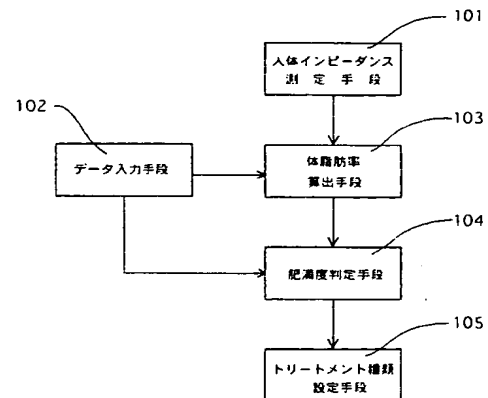 101
人体インピーダンス
測定手段
102
103
データ入力手段
体脂肪率
算出手段
104
肥満度判定手段
105
トリートメント種類
設定手段